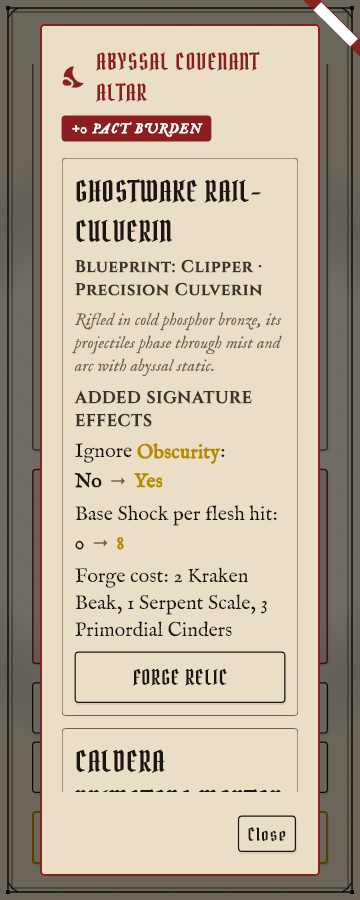 ABYSSAL COVENANT
ALTAR
+0 PACT BURDEN
GHOSTWAKE RAIL-
CULVERIN
BLUEPRINT: CLIPPER ·
PRECISION CULVERIN
Rifled in cold phosphor bronze, its
projectiles phase through mist and
arc with abyssal static.
ADDED SIGNATURE
EFFECTS
Ignore Obscurity:
No → Yes
Base Shock per flesh hit:
0 → 8
Forge cost: 2 Kraken
Beak, 1 Serpent Scale, 3
Primordial Cinders
FORGE RELIC
CALDERA
Close